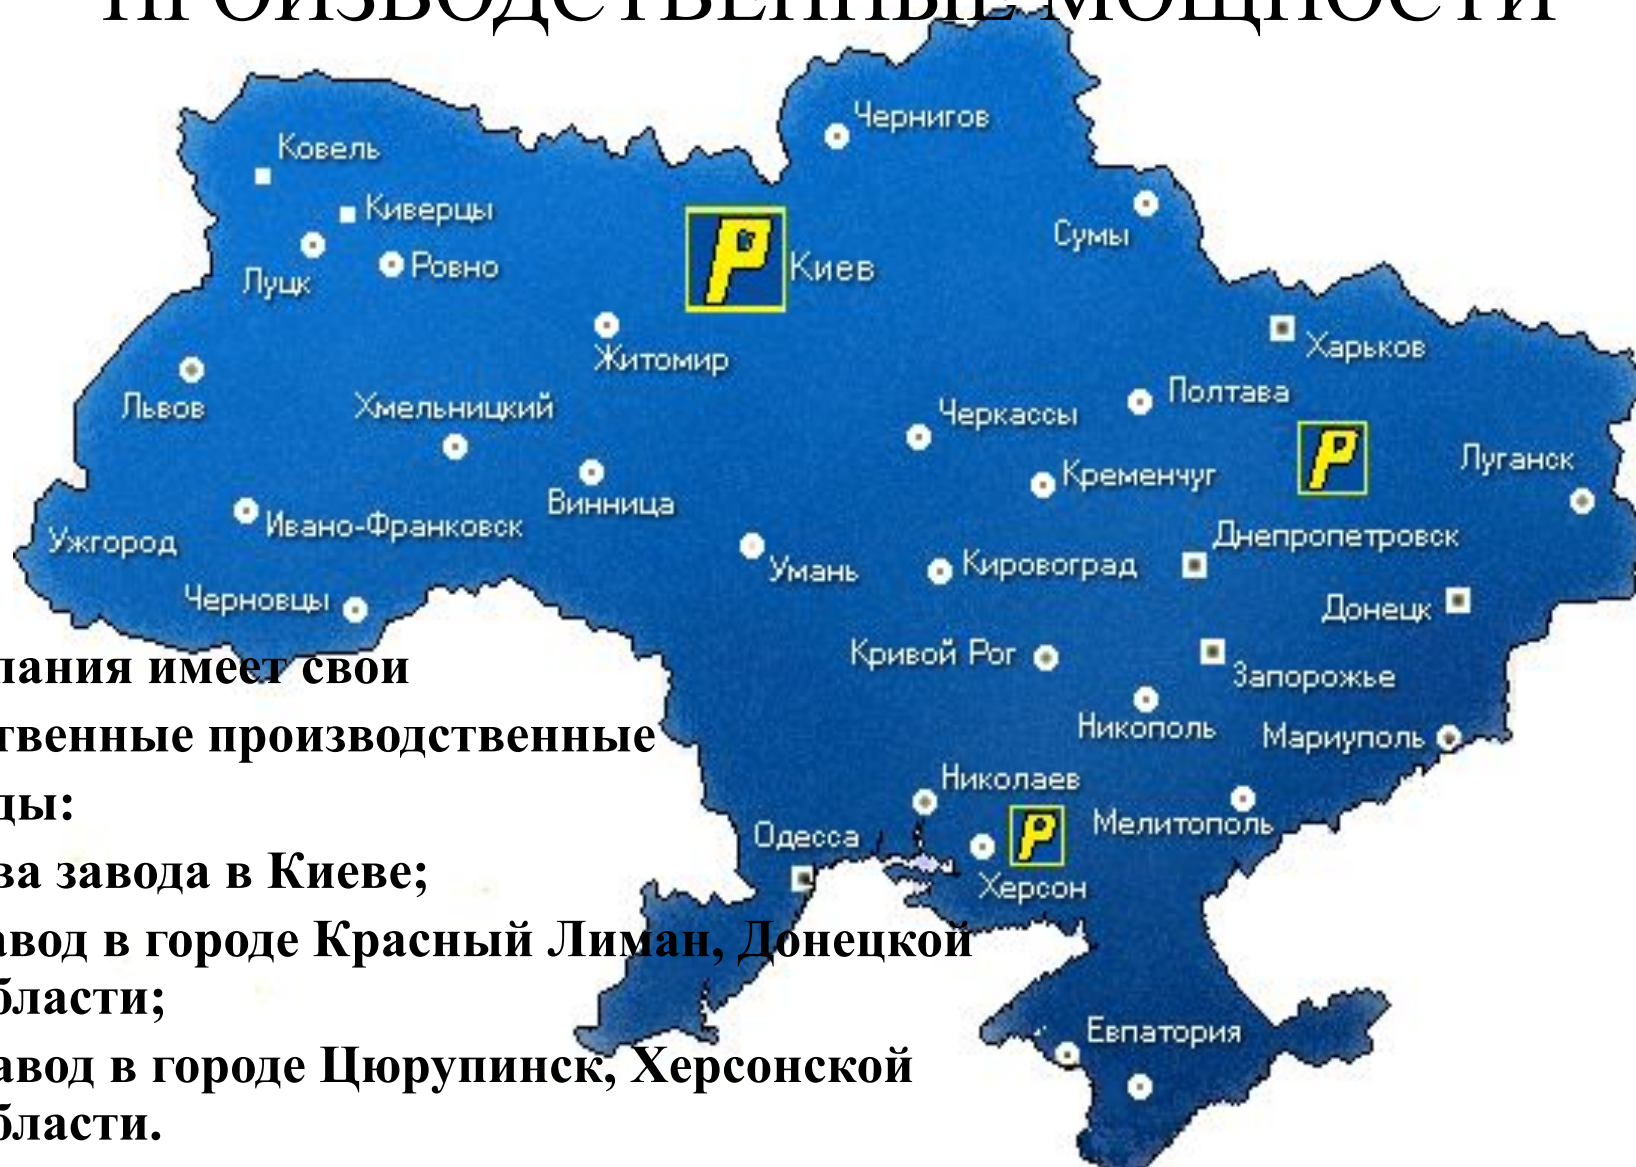 ПРОИЗВОДСТВЕННЫЕ МОЩНОСТИ
Чернигов
Ковель
Киверцы
Сумы
Ровно
Киев
Луцк
Харьков
Житомир
Полтава
Львов
Хмельницкий
Черкассы
Луганск
Кременчуг
Винница
Ивано-Франковск
Днепропетровск
Ужгород
Умань
Кировоград
Черновцы
Донецк
Кривой Рог
Запорожье
Никополь
Мариуполь
Николаев
Мелитополь
Одесса
Херсон
Евпатория
P
P
P
пания имеет свои
твенные производственные
ды:
ва завода в Киеве;
авод в городе Красный Лиман, Донецкой
бласти;
авод в городе Цюрупинск, Херсонской
бласти.